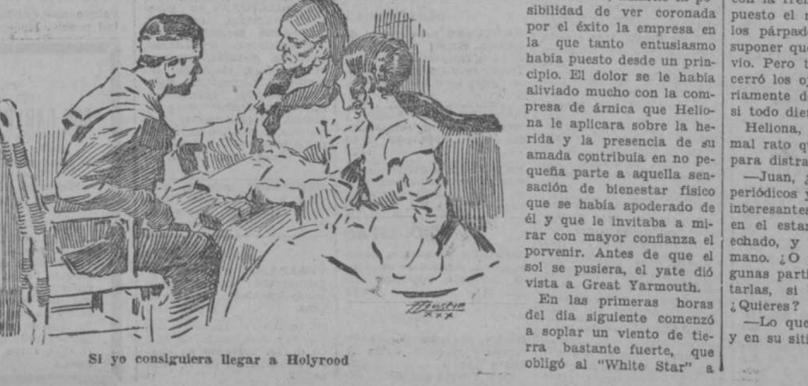 Si yo consiguiera llegar a Holyrood
sibilidad de ver coronada
por el éxito la empresa en
la que tanto entusiasmo
había puesto desde un prin-
cipio. El dolor se le había
aliviado mucho con la com-
presa de árnica que Helio-
na le aplicara sobre la he-
rida y la presencia de su
amada contribuía en no pe-
queña parte a aquella sen-
sación de bienestar físico
que se había apoderado de
él y que le invitaba a mi-
rar con mayor confianza el
porvenir. Antes de que el
sol se pusiera, el yate dió
vista a Great Yarmouth.
En las primeras horas
del día siguiente comenzó
a soplar un viento de tie-
rra bastante fuerte, que
obligó al "White Star" a
puesto el
los párpad
suponer qu
vio. Pero t
cerró los o
riamente d
si todo die
Heliona,
mal rato q
para distra
—Juan, ¿
periódicos
interesante
en el esta
echado, y
mano. ¿O
gunas parti
tarlas, si
¿Quieres?
—Lo que
y en su siti